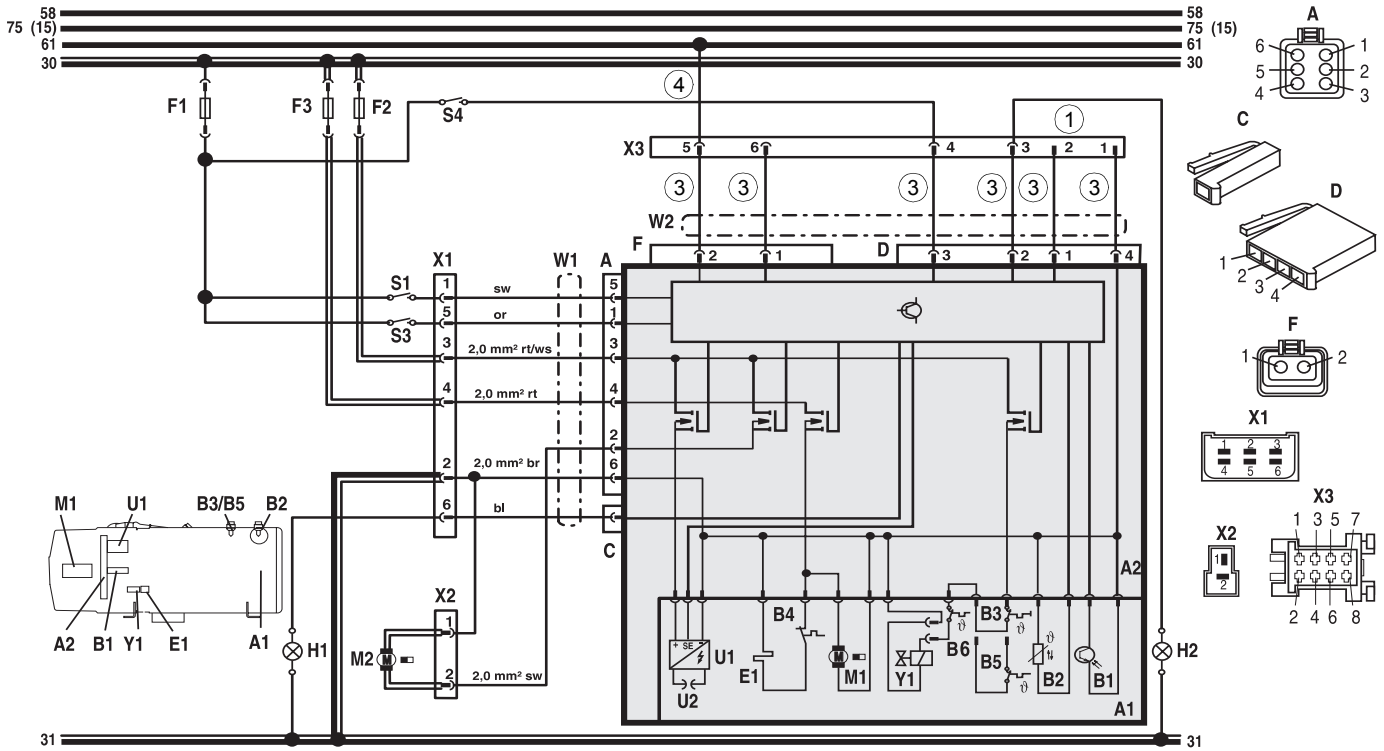 58 58
75 (15) 75 (15)
61 61
30 30
A
6 1
5 2
4 3
F1 F3 F2 S4 4 1
X3 5 6 4 3 2 1
C
3 3 3 3 3 3
D
W2
F 2 1 D 3 2 1 4
1 2 3 4
X1 W1 A
S1 1 sw 5
S3 5 or 1
3 2,0 mm² rt/ws 3
4 2,0 mm² rt 4
2
2 2,0 mm² br 6
6 bl
C
F
1 2
X1
1 2 3
4 5 6
X3
1 3 5 7
2 4 6 8
X2
1
2
M1 U1 B3/B5 B2
A2 B1 Y1 E1 A1
H1
X2
1
M2 M
2 2,0 mm² sw
A2
+ SE
U1
U2
B4
E1
M
M1
Y1
B6
ϑ
B3
ϑ
B5
ϑ
ϑ
B2
B1
A1
H2
31 31